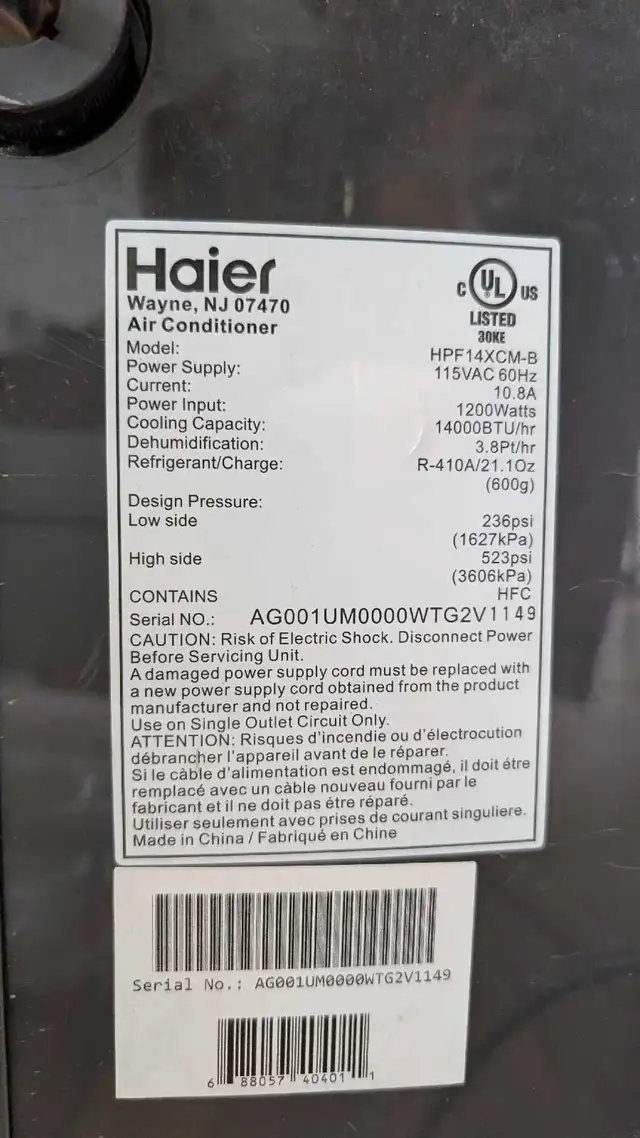 Haier
Wayne, NJ 07470
Air Conditioner
C UL US
LISTED
30KE
Model: HPF14XCM-B
Power Supply: 115VAC 60Hz
Current: 10.8A
Power Input: 1200Watts
Cooling Capacity: 14000BTU/hr
Dehumidification: 3.8Pt/hr
Refrigerant/Charge: R-410A/21.1Oz
(600g)
Design Pressure:
Low side 236psi
(1627kPa)
High side 523psi
(3606kPa)
CONTAINS HFC
Serial NO.: AG001UM0000WTG2V1149
CAUTION: Risk of Electric Shock. Disconnect Power
Before Servicing Unit.
A damaged power supply cord must be replaced with
a new power supply cord obtained from the product
manufacturer and not repaired.
Use on Single Outlet Circuit Only.
ATTENTION: Risques d'incendie ou d'électrocution
débrancher l'appareil avant de le réparer.
Si le câble d'alimentation est endommagé, il doit étre
remplacé avec un câble nouveau fourni par le
fabricant et il ne doit pas étre réparé.
Utiliser seulement avec prises de courant singuliere.
Made in China / Fabriqué en Chine
Serial No.: AG001UM0000WTG2V1149
6 88057 40401 1